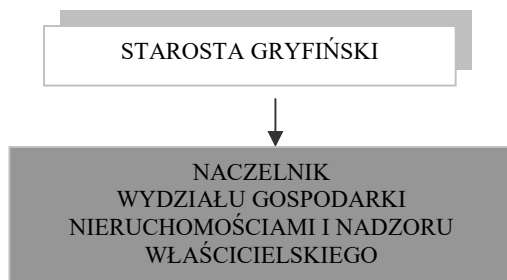 STAROSTA GRYFIŃSKI
NACZELNIK
WYDZIAŁU GOSPODARKI
NIERUCHOMOŚCIAMI I NADZORU
WŁAŚCICIELSKIEGO